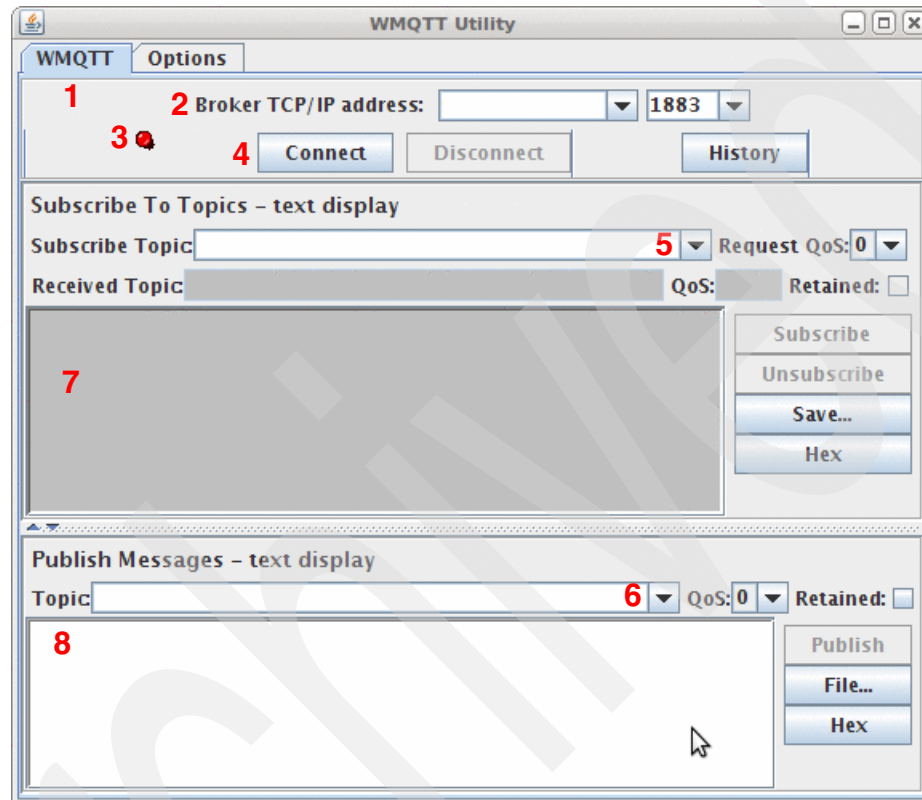 WMQTT Utility
WMQTT Options
1
2 Broker TCP/IP address: 1883
3
4 Connect Disconnect History
Subscribe To Topics – text display
Subscribe Topic 5 Request QoS: 0
Received Topic QoS: Retained:
Subscribe
7 Unsubscribe
Save...
Hex
Publish Messages – text display
Topic 6 QoS: 0 Retained:
8 Publish
File...
Hex